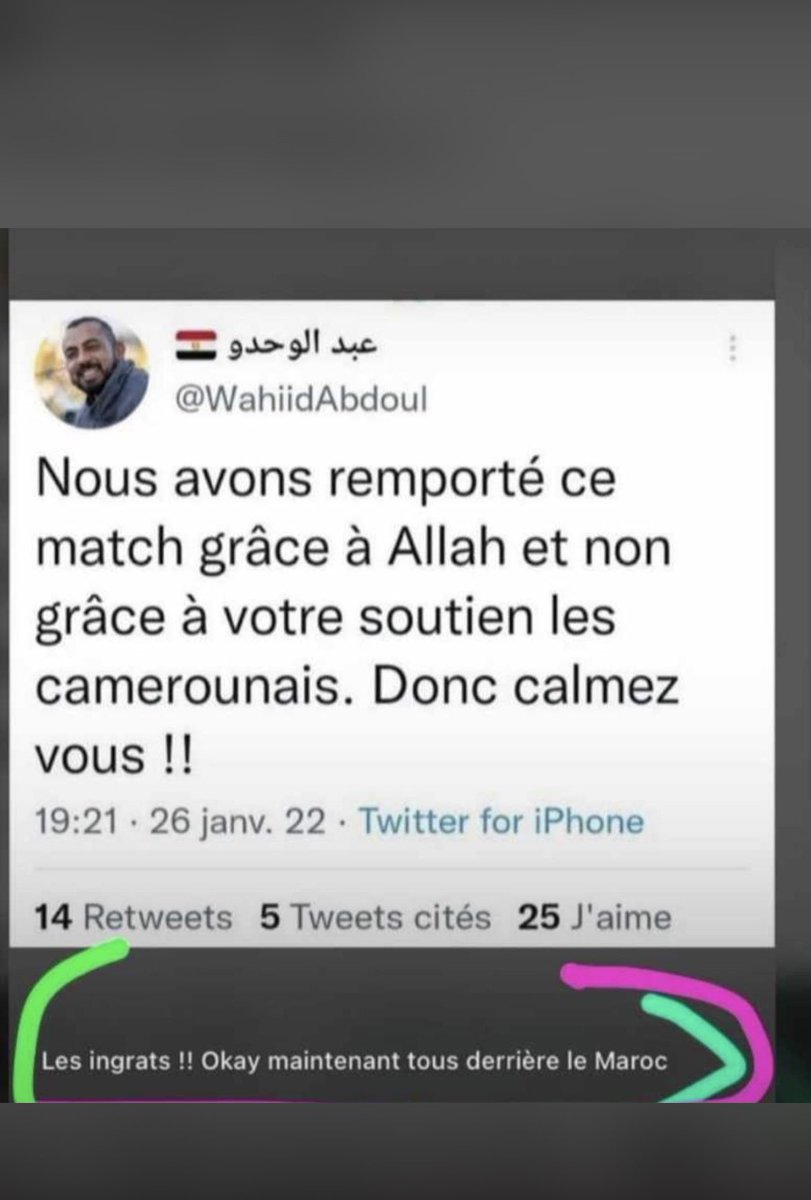 عبد الوحدو
@WahiidAbdoul
Nous avons remporté ce
match grâce à Allah et non
grâce à votre soutien les
camerounais. Donc calmez
vous !!
19:21 · 26 janv. 22 · Twitter for iPhone
14 Retweets 5 Tweets cités 25 J'aime
Les ingrats !! Okay maintenant tous derrière le Maroc